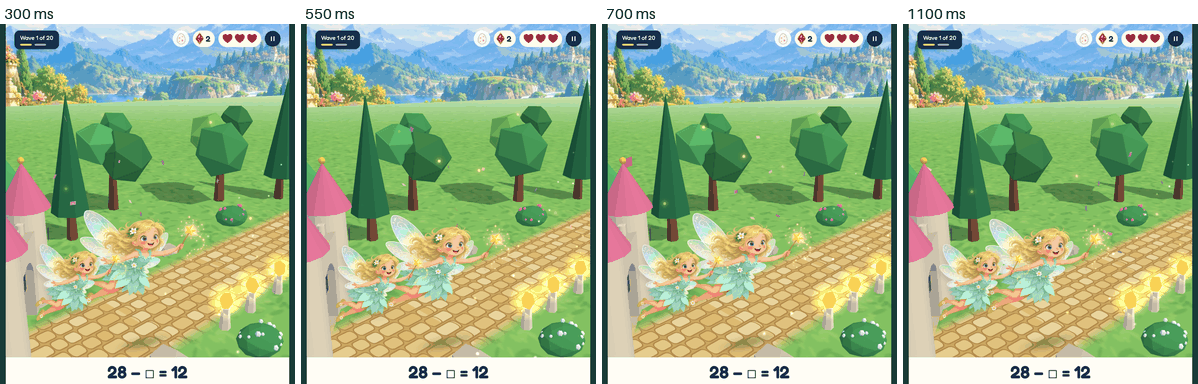 300 ms
Wave 1 of 20
2
28 – □ = 12
550 ms
Wave 1 of 20
2
28 – □ = 12
700 ms
Wave 1 of 20
2
28 – □ = 12
1100 ms
Wave 1 of 20
2
28 – □ = 12